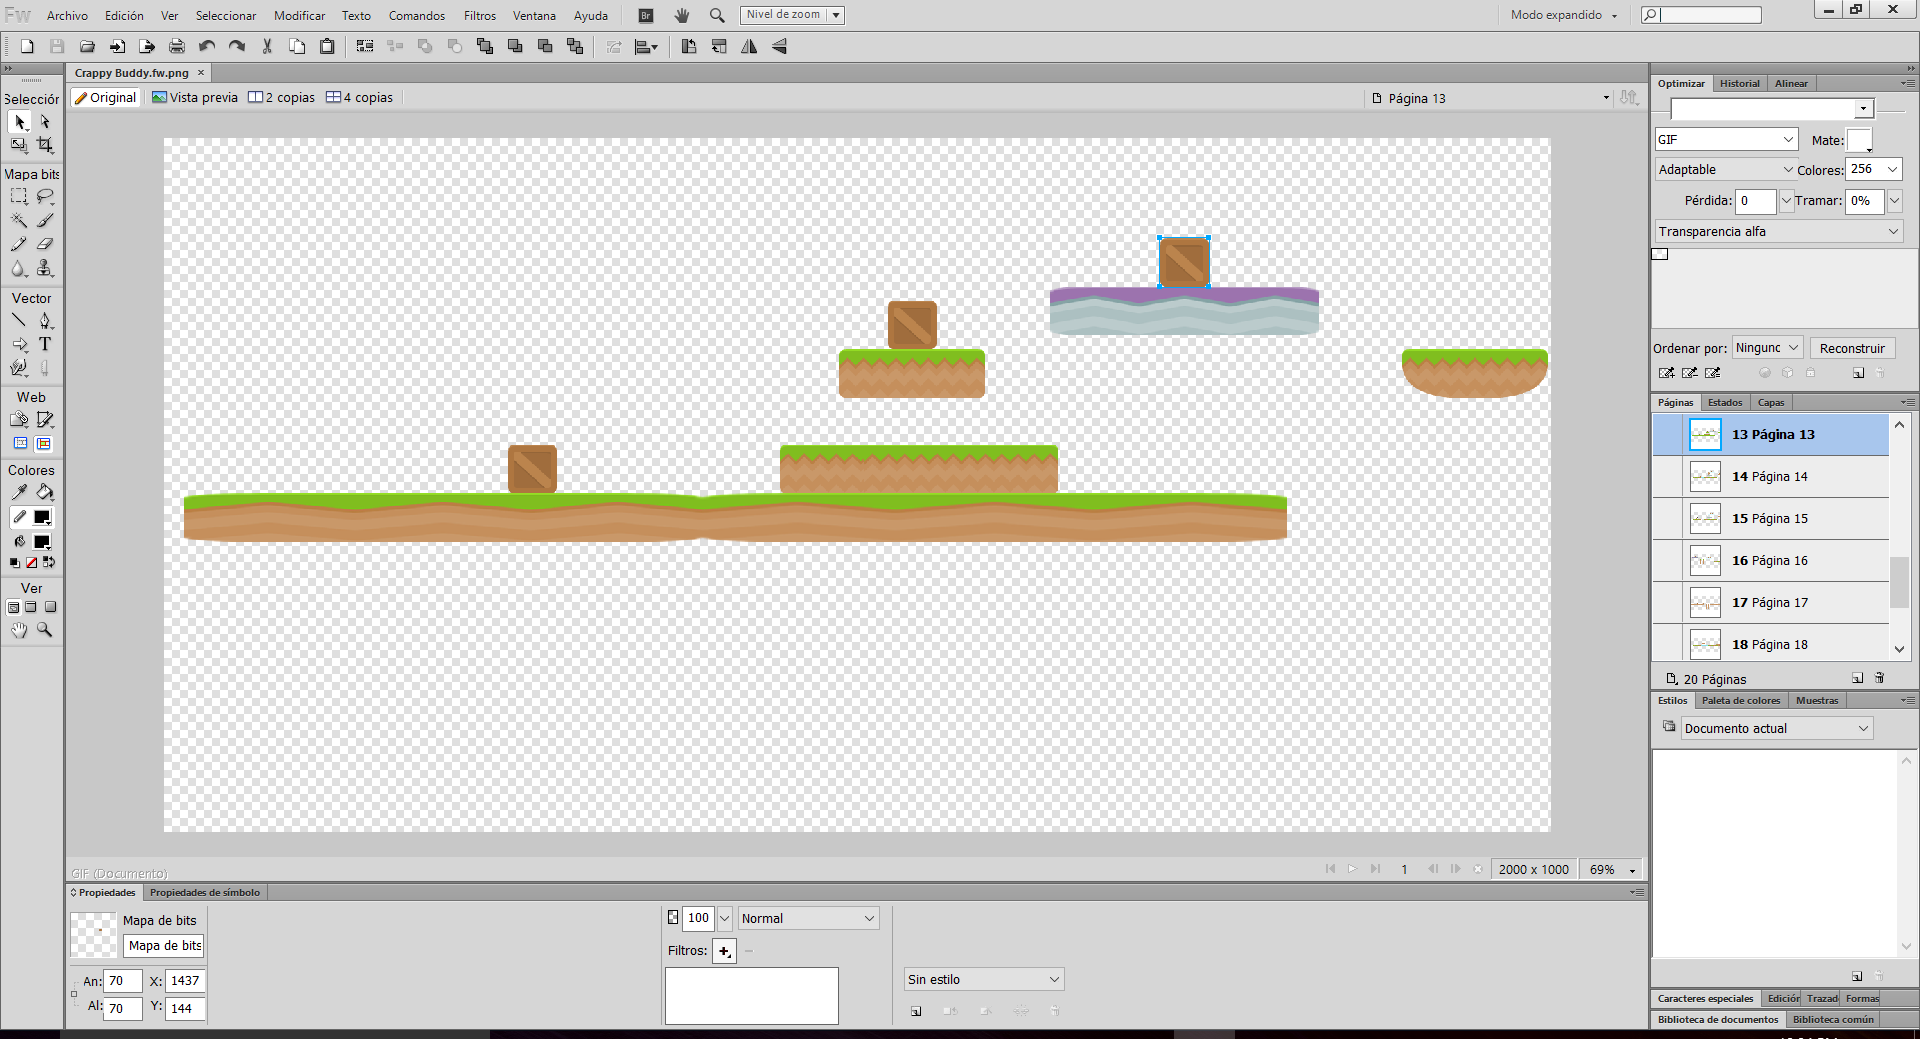 Fw Archivo Edición Ver Seleccionar Modificar Texto Comandos Filtros Ventana Ayuda Br Nivel de zoom Modo expandido
Crappy Buddy.fw.png
Original Vista previa 2 copias 4 copias Página 13
Selección
Mapa bits
Vector
T
Web
Colores
Ver
Optimizar Historial Alinear
GIF Mate:
Adaptable Colores: 256
Pérdida: 0 Tramar: 0%
Transparencia alfa
Ordenar por: Ningunc Reconstruir
Páginas Estados Capas
13 Página 13
14 Página 14
15 Página 15
16 Página 16
17 Página 17
18 Página 18
20 Páginas
Estilos Paleta de colores Muestras
Documento actual
Caracteres especiales Edición Trazad Formas
Biblioteca de documentos Biblioteca común
GIF (Documento) 1 2000 x 1000 69%
Propiedades Propiedades de símbolo
Mapa de bits
Mapa de bits
An: 70 X: 1437
Al: 70 Y: 144
100 Normal
Filtros:
Sin estilo